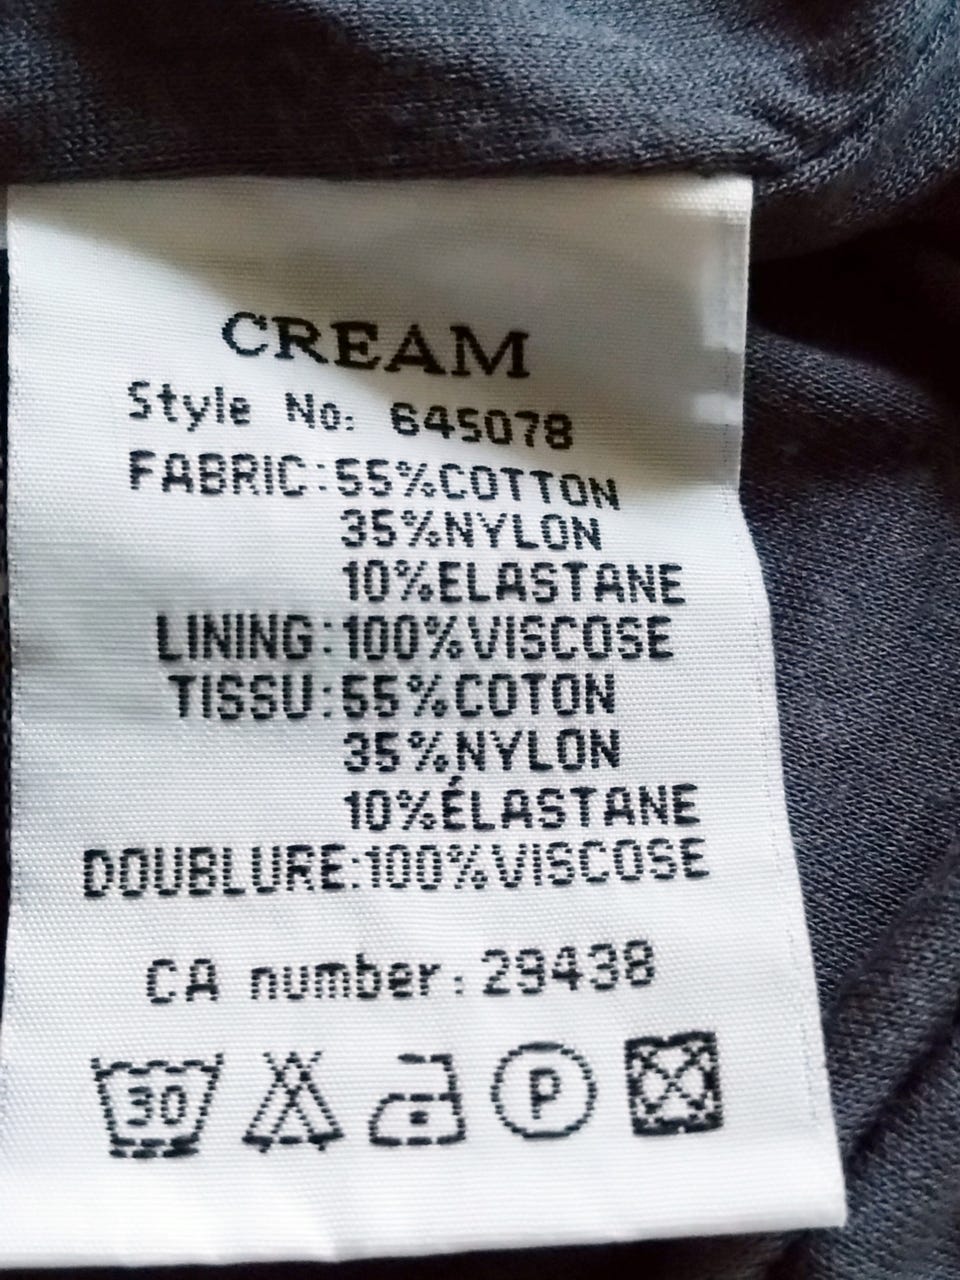 CREAM
Style No: 645078
FABRIC:55%COTTON
35%NYLON
10%ELASTANE
LINING:100%VISCOSE
TISSU:55%COTON
35%NYLON
10%ÉLASTANE
DOUBLURE:100%VISCOSE
CA number:29438
30 P